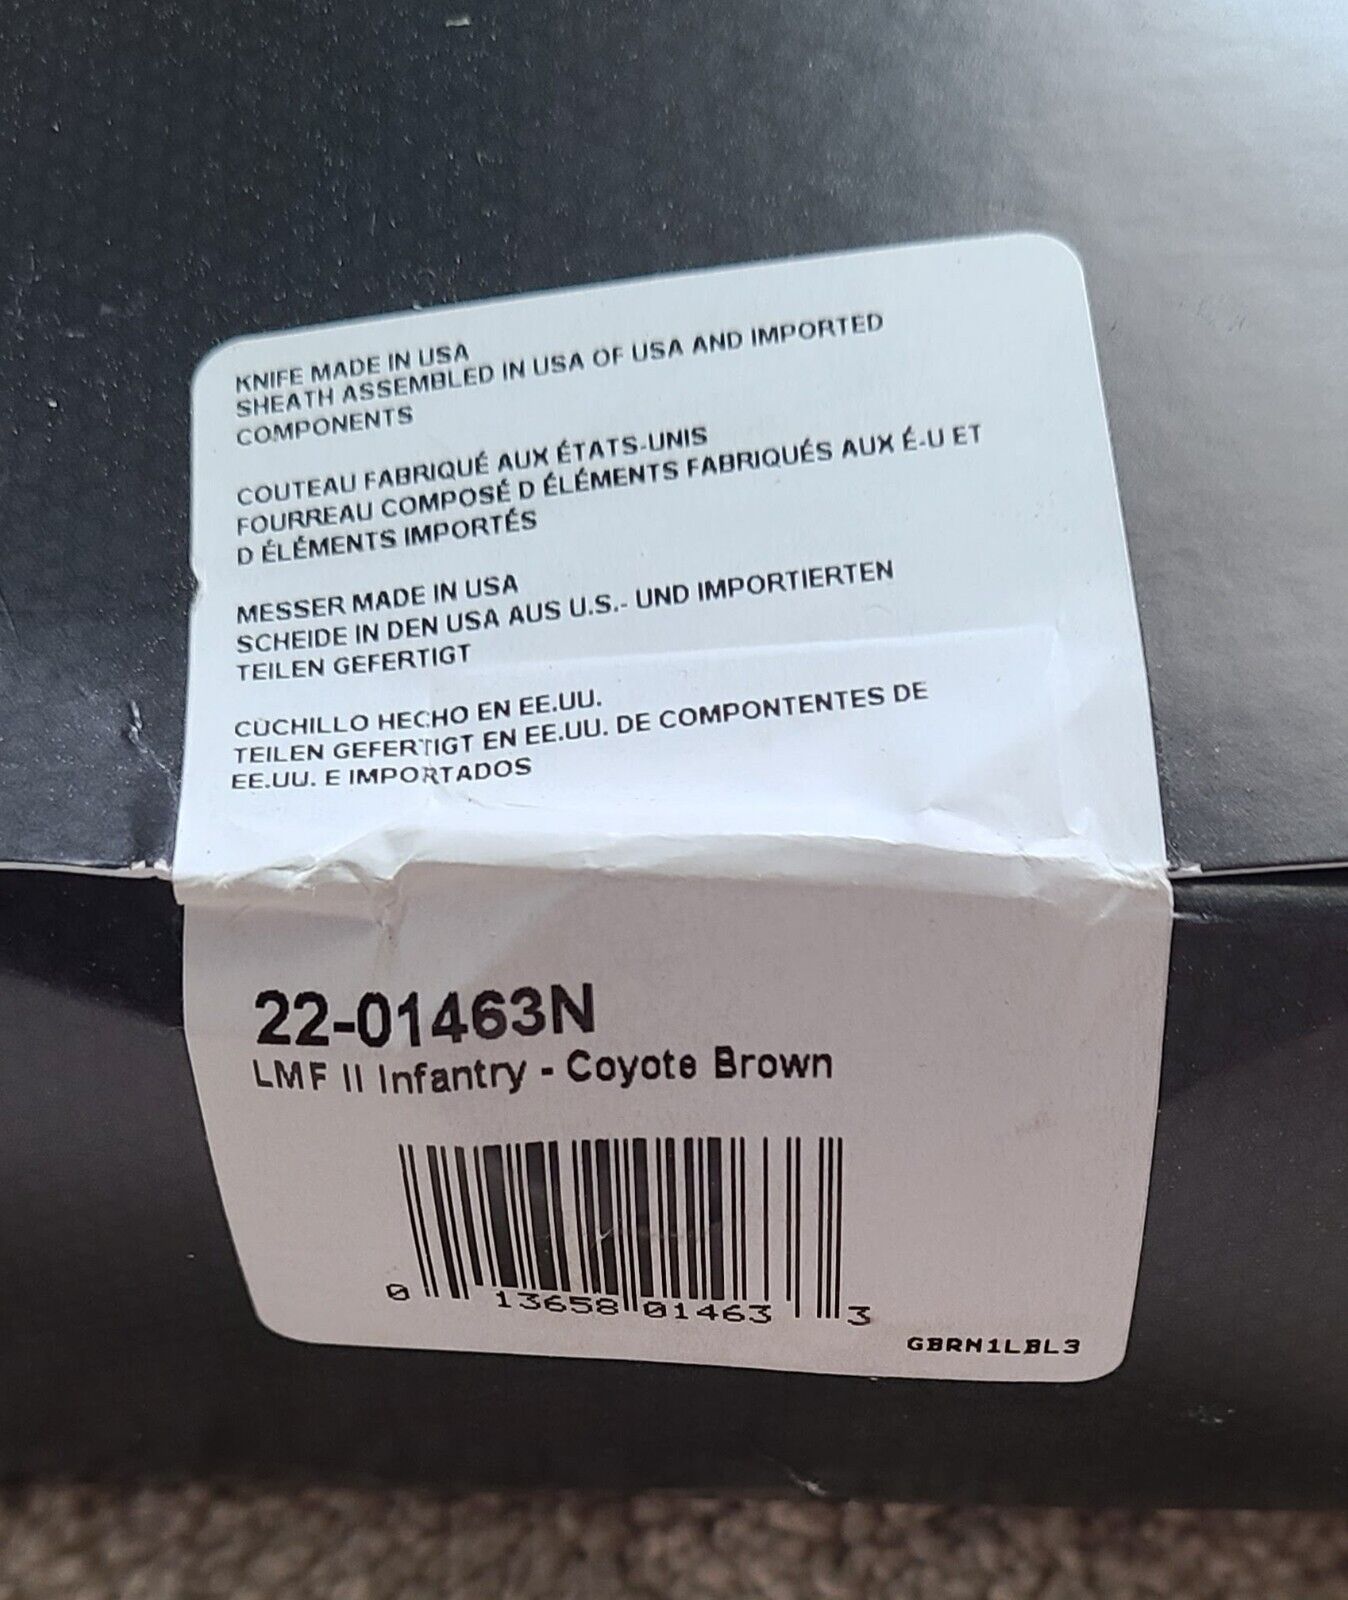 KNIFE MADE IN USA
SHEATH ASSEMBLED IN USA OF USA AND IMPORTED
COMPONENTS
COUTEAU FABRIQUÉ AUX ÉTATS-UNIS
FOURREAU COMPOSÉ D ÉLÉMENTS FABRIQUÉS AUX É-U ET
D ÉLÉMENTS IMPORTÉS
MESSER MADE IN USA
SCHEIDE IN DEN USA AUS U.S.- UND IMPORTIERTEN
TEILEN GEFERTIGT
CUCHILLO HECHO EN EE.UU.
TEILEN GEFERTIGT EN EE.UU. DE COMPONTENTES DE
EE.UU. E IMPORTADOS
22-01463N
LMF II Infantry - Coyote Brown
0 13658 01463 3
GBRN1LBL3